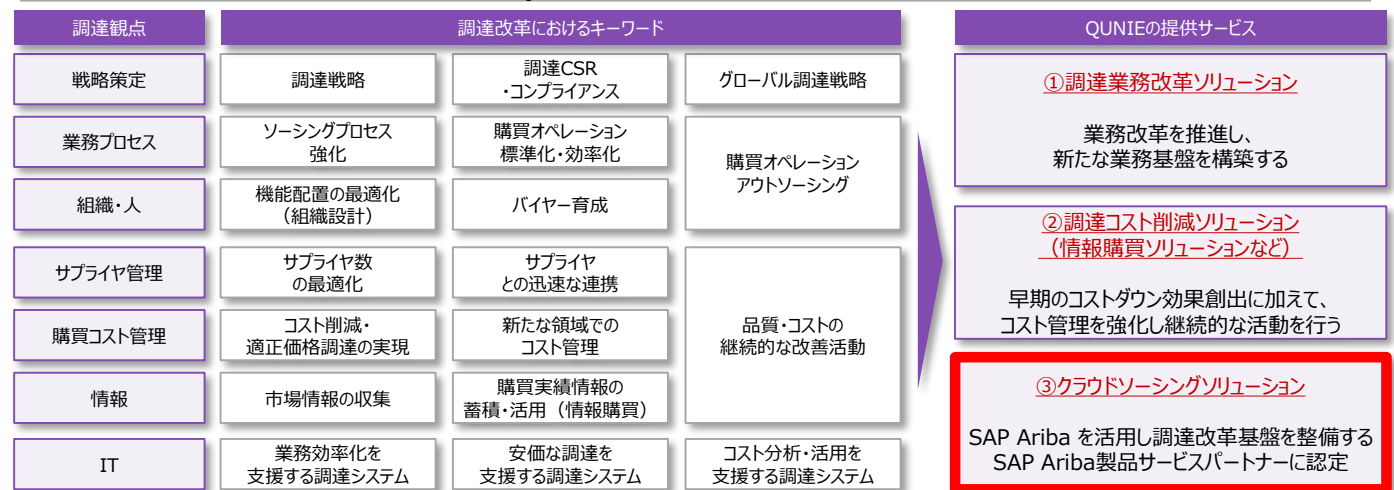 調達観点
調達改革におけるキーワード
QUNIEの提供サービス
戦略策定
調達戦略
調達CSR
・コンプライアンス
グローバル調達戦略
業務プロセス
ソーシングプロセス
強化
購買オペレーション
標準化・効率化
購買オペレーション
アウトソーシング
組織・人
機能配置の最適化
（組織設計）
バイヤー育成
サプライヤ管理
サプライヤ数
の最適化
サプライヤ
との迅速な連携
品質・コストの
継続的な改善活動
購買コスト管理
コスト削減・
適正価格調達の実現
新たな領域での
コスト管理
情報
市場情報の収集
購買実績情報の
蓄積・活用（情報購買）
IT
業務効率化を
支援する調達システム
安価な調達を
支援する調達システム
コスト分析・活用を
支援する調達システム
①調達業務改革ソリューション
業務改革を推進し、
新たな業務基盤を構築する
②調達コスト削減ソリューション
（情報購買ソリューションなど）
早期のコストダウン効果創出に加えて、
コスト管理を強化し継続的な活動を行う
③クラウドソーシングソリューション
SAP Ariba を活用し調達改革基盤を整備する
SAP Ariba製品サービスパートナーに認定